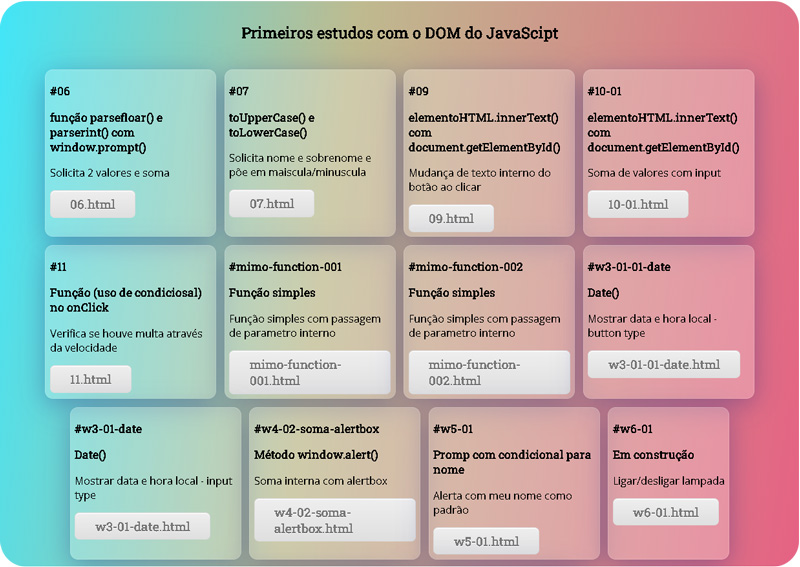 Primeiros estudos com o DOM do JavaScipt
#06
função parsefloar() e
parserint() com
window.prompt()
Solicita 2 valores e soma
06.html
#07
toUpperCase() e
toLowerCase()
Solicita nome e sobrenome e
põe em maiscula/minuscula
07.html
#09
elementoHTML.innerText()
com
document.getElementById()
Mudança de texto interno do
botão ao clicar
09.html
#10-01
elementoHTML.innerText()
com
document.getElementById()
Soma de valores com input
10-01.html
#11
Função (uso de condiciosal)
no onClick
Verifica se houve multa através
da velocidade
11.html
#mimo-function-001
Função simples
Função simples com passagem
de parametro interno
mimo-function-
001.html
#mimo-function-002
Função simples
Função simples com passagem
de parametro interno
mimo-function-
002.html
#w3-01-01-date
Date()
Mostrar data e hora local -
button type
w3-01-01-date.html
#w3-01-date
Date()
Mostrar data e hora local - input
type
w3-01-date.html
#w4-02-soma-alertbox
Método window.alert()
Soma interna com alertbox
w4-02-soma-
alertbox.html
#w5-01
Promp com condicional para
nome
Alerta com meu nome como
padrão
w5-01.html
#w6-01
Em construção
Ligar/desligar lampada
w6-01.html